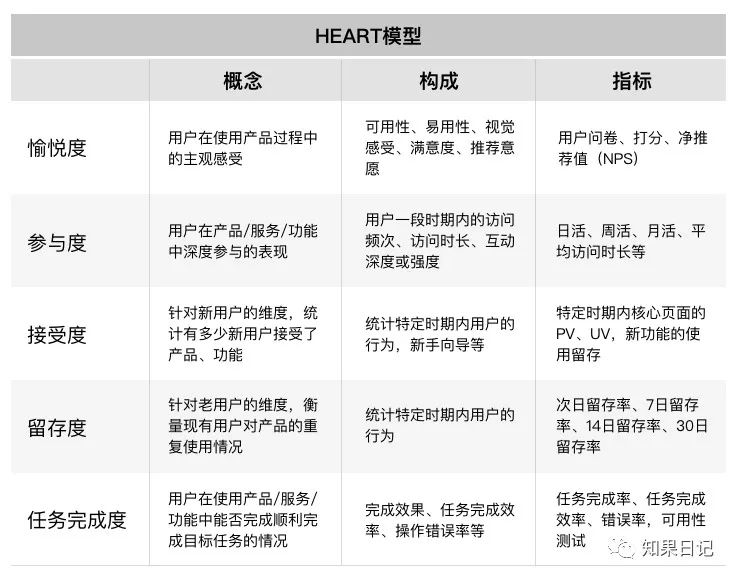 HEART模型
概念
构成
指标
愉悦度
用户在使用产品过程中
的主观感受
可用性、易用性、视觉
感受、满意度、推荐意
愿
用户问卷、打分、净推
荐值（NPS）
参与度
用户在产品/服务/功能
中深度参与的表现
用户一段时期内的访问
频次、访问时长、互动
深度或强度
日活、周活、月活、平
均访问时长等
接受度
针对新用户的维度，统
计有多少新用户接受了
产品、功能
统计特定时期内用户的
行为，新手向导等
特定时期内核心页面的
PV、UV，新功能的使
用留存
留存度
针对老用户的维度，衡
量现有用户对产品的重
复使用情况
统计特定时期内用户的
行为
次日留存率、7日留存
率、14日留存率、30日
留存率
任务完成度
用户在使用产品/服务/
功能中能否完成顺利完
成目标任务的情况
完成效果、任务完成效
率、操作错误率等
任务完成率、任务完成
效率、错误率，可用性
测试
知果日记